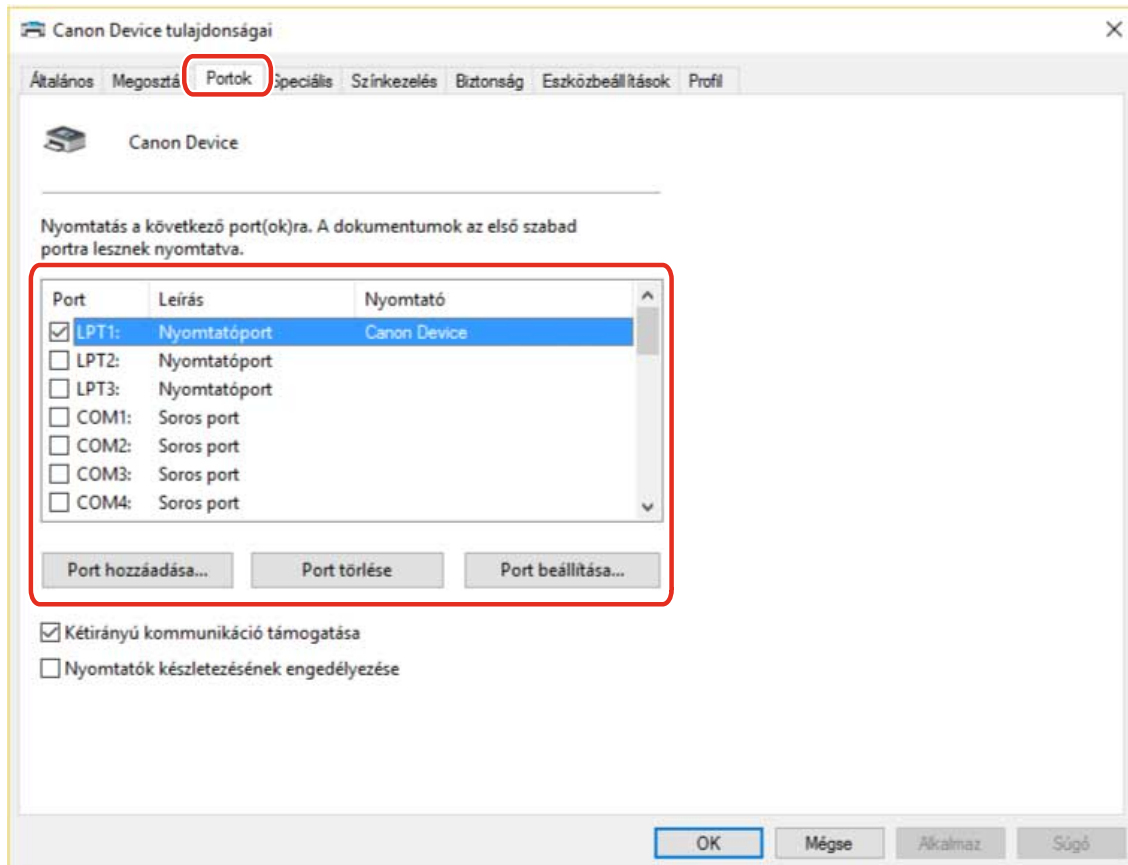 Canon Device tulajdonságai
Általános Megosztá Portok Speciális Színkezelés Biztonság Eszközbeállítások Profil
Canon Device
Nyomtatás a következő port(ok)ra. A dokumentumok az első szabad
portra lesznek nyomtatva.
Port Leírás Nyomtató
LPT1: Nyomtatóport Canon Device
LPT2: Nyomtatóport
LPT3: Nyomtatóport
COM1: Soros port
COM2: Soros port
COM3: Soros port
COM4: Soros port
Port hozzáadása... Port törlése Port beállítása...
Kétirányú kommunikáció támogatása
Nyomtatók készletezésének engedélyezése
OK Mégse Alkalmaz Súgó